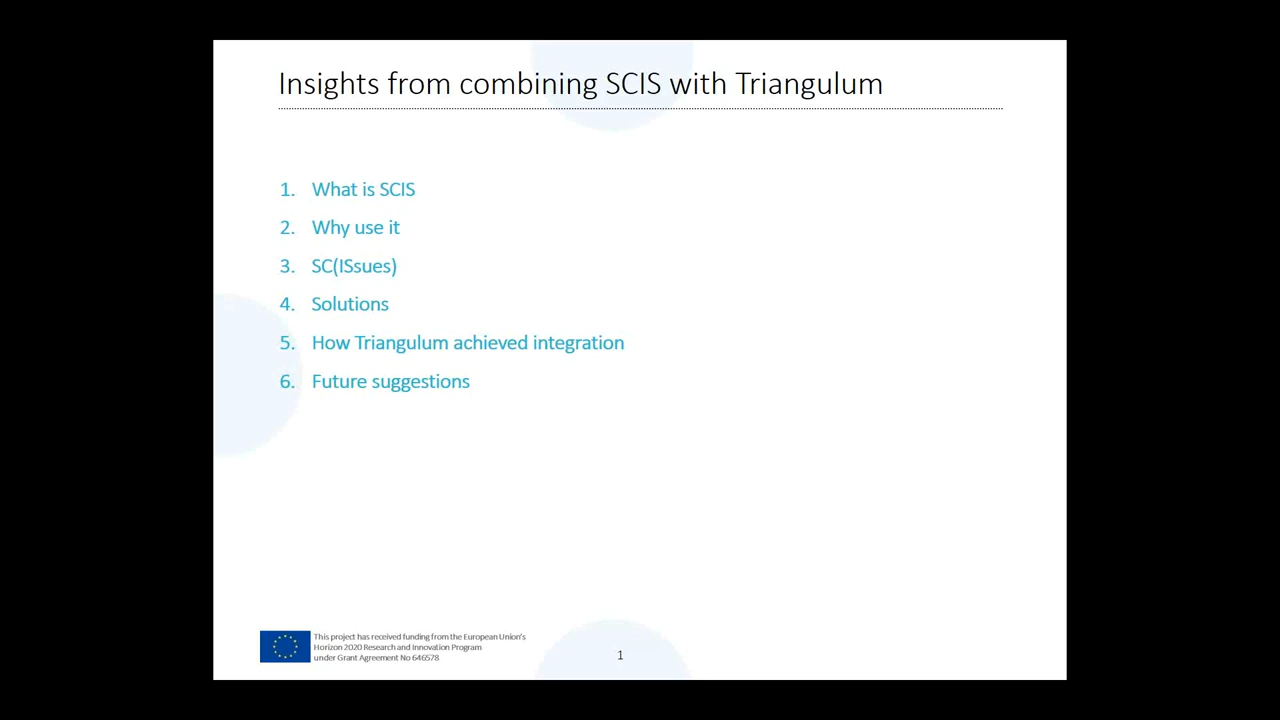 Insights from combining SCIS with Triangulum
1. What is SCIS
2. Why use it
3. SC(ISsues)
4. Solutions
5. How Triangulum achieved integration
6. Future suggestions
This project has received funding from the European Union's
Horizon 2020 Research and Innovation Program
under Grant Agreement No 646578
1